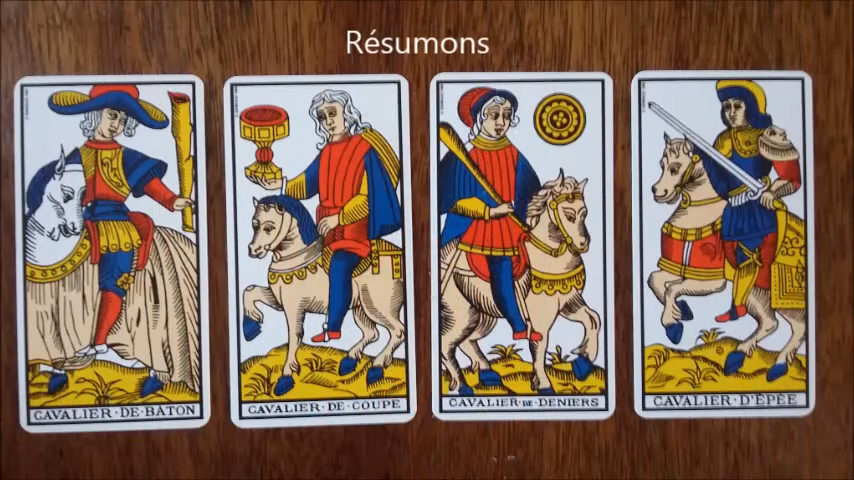 Résumons
CAVALIER·DE·BATON
CAVALIER·DE·COUPE
CAVALIER·DE·DENIERS
CAVALIER·D'ÉPÉE